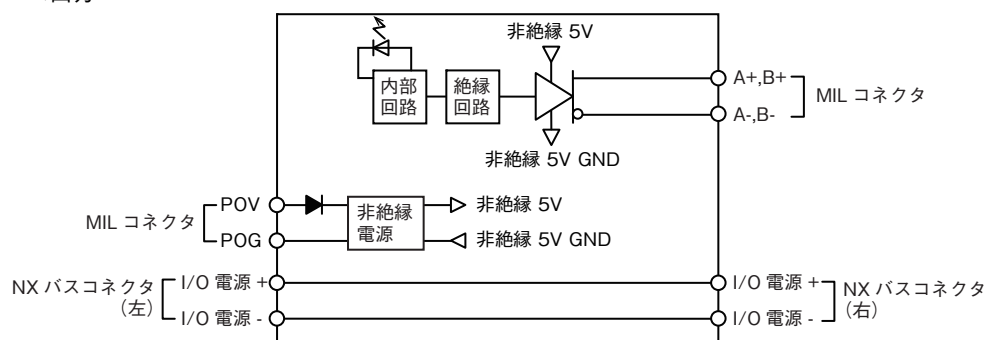 非絶縁 5V
内部
回路
絶縁
回路
A+,B+
A-,B-
MIL コネクタ
非絶縁 5V GND
MIL コネクタ
POV
POG
非絶縁
電源
非絶縁 5V
非絶縁 5V GND
NX バスコネクタ
(左)
I/O 電源 +
I/O 電源 -
I/O 電源 +
I/O 電源 -
NX バスコネクタ
(右)